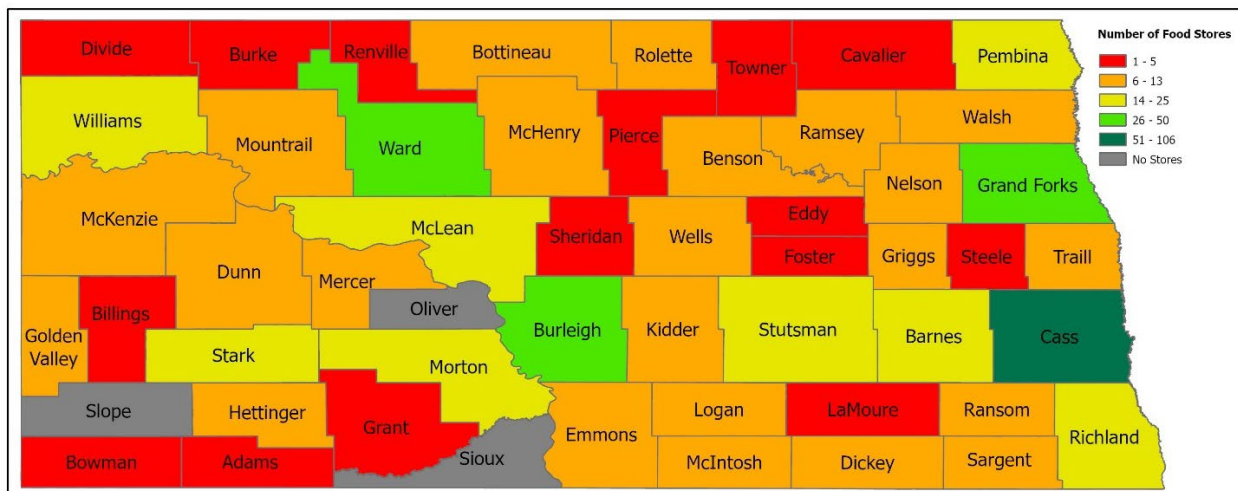 Number of Food Stores
1 - 5
6 - 13
14 - 25
26 - 50
51 - 106
No Stores
Divide
Burke
Renville
Bottineau
Rolette
Towner
Cavalier
Pembina
Williams
Mountrail
Ward
McHenry
Pierce
Benson
Ramsey
Walsh
Nelson
Grand Forks
McKenzie
Dunn
Mercer
McLean
Sheridan
Wells
Eddy
Foster
Griggs
Steele
Traill
Golden
Valley
Billings
Oliver
Stark
Morton
Burleigh
Kidder
Stutsman
Barnes
Cass
Slope
Hettinger
Grant
Emmons
Logan
LaMoure
Ransom
Richland
Bowman
Adams
Sioux
McIntosh
Dickey
Sargent